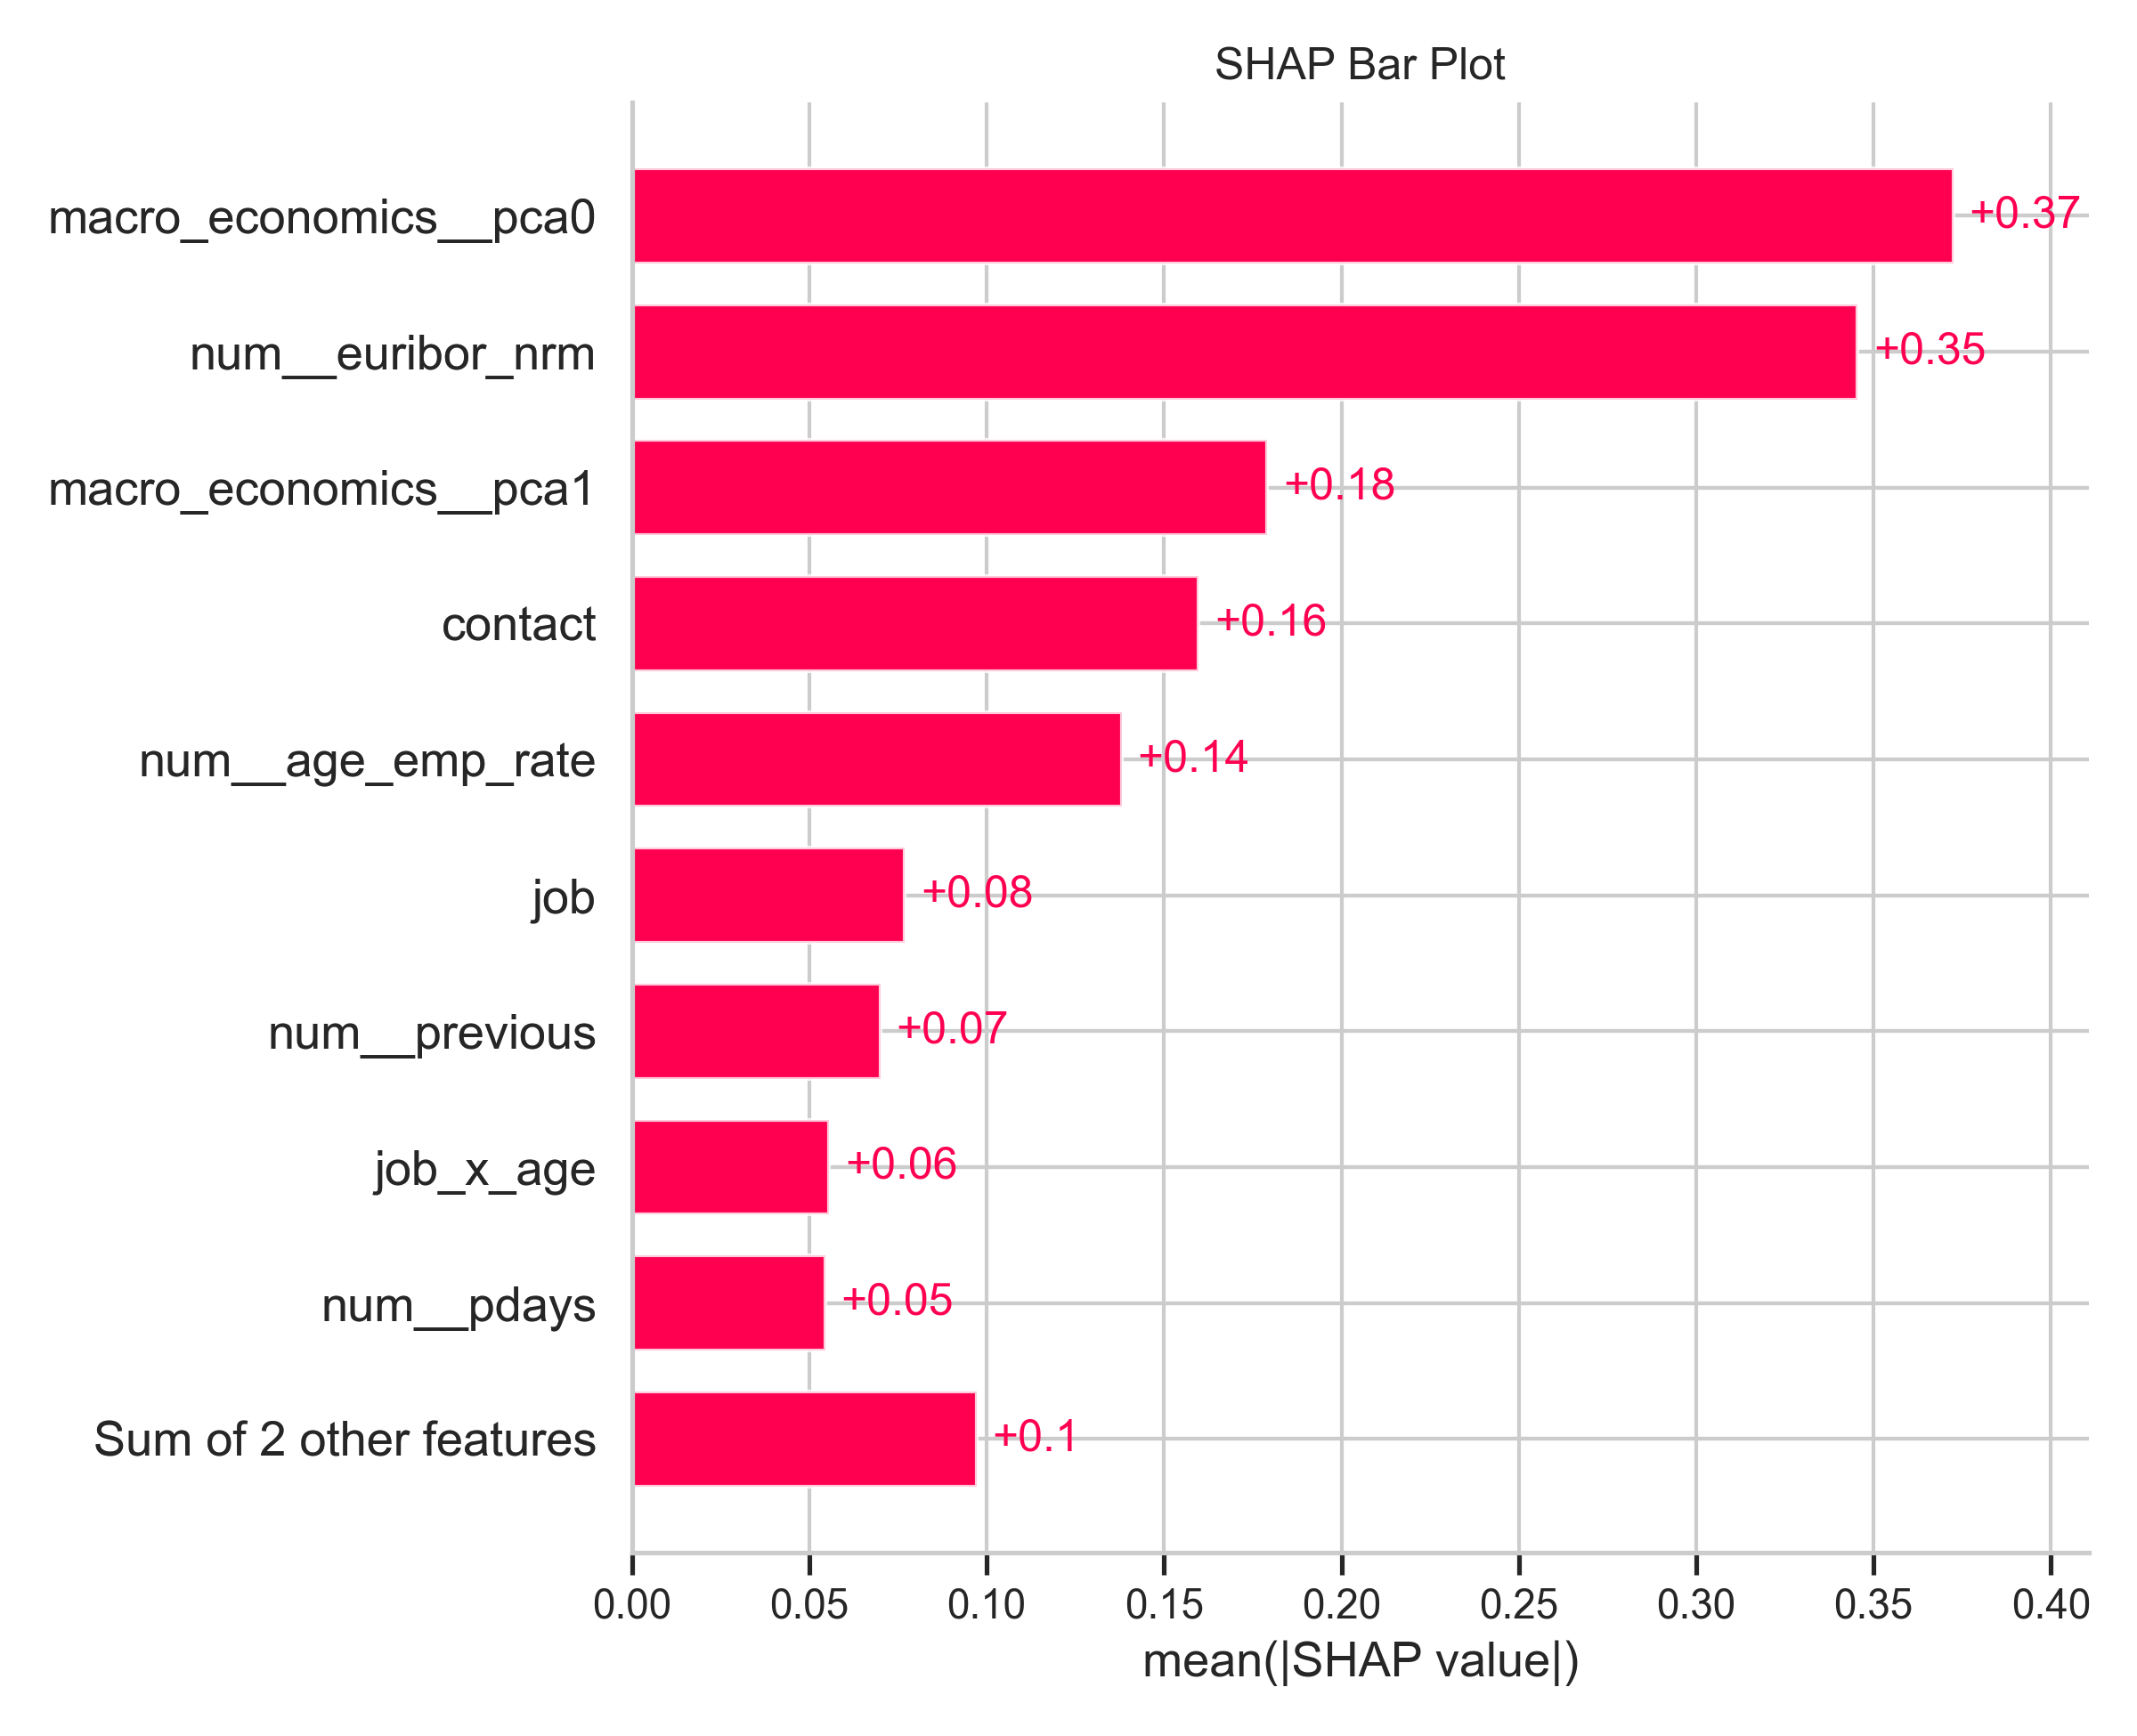 SHAP Bar Plot
macro_economics__pca0 +0.37
num__euribor_nrm +0.35
macro_economics__pca1 +0.18
contact +0.16
num__age_emp_rate +0.14
job +0.08
num__previous +0.07
job_x_age +0.06
num__pdays +0.05
Sum of 2 other features +0.1
0.00 0.05 0.10 0.15 0.20 0.25 0.30 0.35 0.40
mean(|SHAP value|)